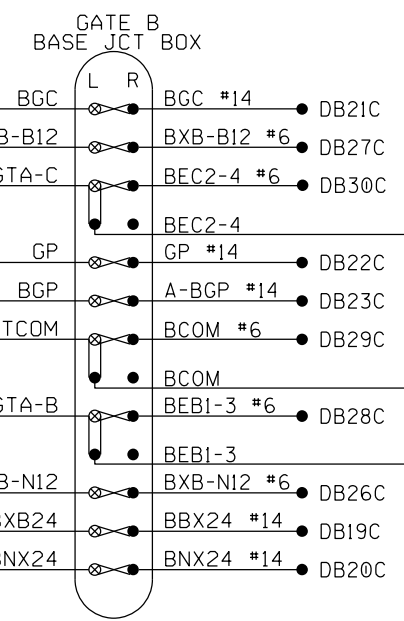 GATE B
BASE JCT BOX
L R
BGC BGC #14 DB21C
B-B12 BXB-B12 #6 DB27C
GTA-C BEC2-4 #6 DB30C
BEC2-4
GP GP #14 DB22C
BGP A-BGP #14 DB23C
TCOM BCOM #6 DB29C
BCOM
GTA-B BEB1-3 #6 DB28C
BEB1-3
B-N12 BXB-N12 #6 DB26C
BXB24 BBX24 #14 DB19C
BNX24 BNX24 #14 DB20C